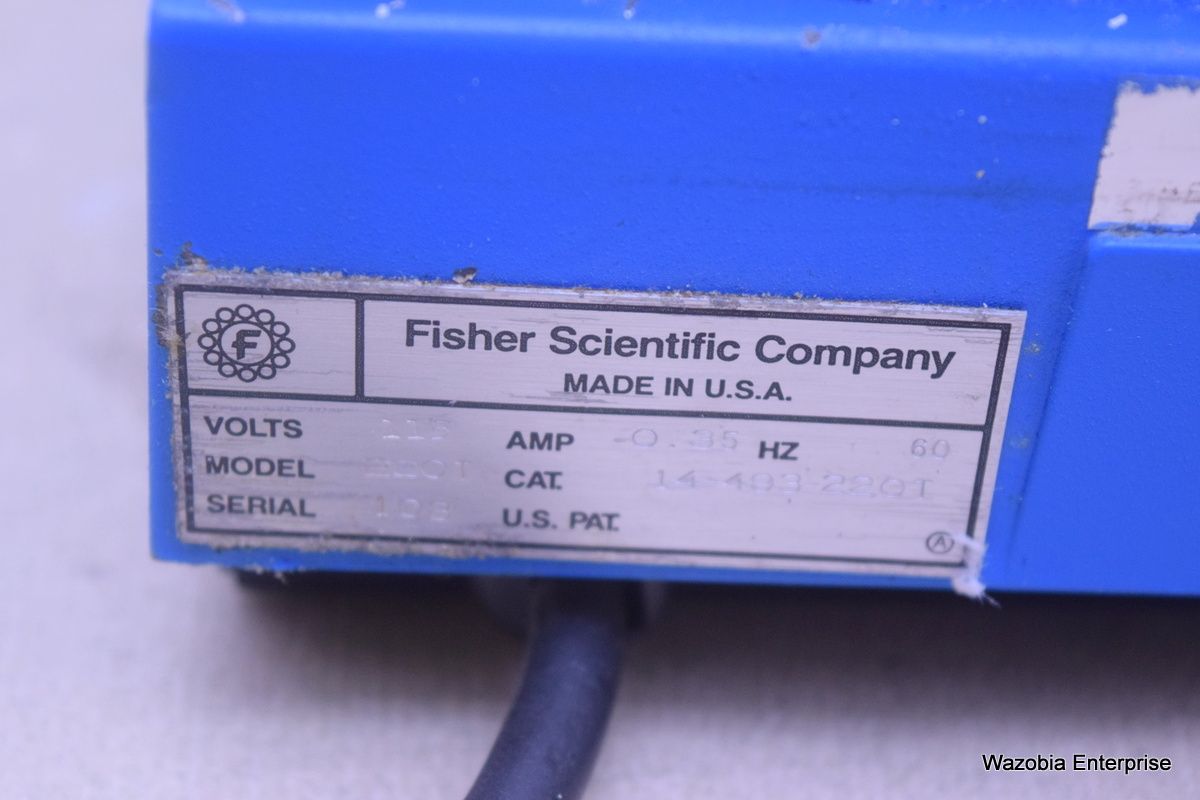 F
Fisher Scientific Company
MADE IN U.S.A.
VOLTS 115 AMP -0.35 HZ 60
MODEL 220T CAT. 14-493-220T
SERIAL 108 U.S. PAT.
A
Wazobia Enterprise